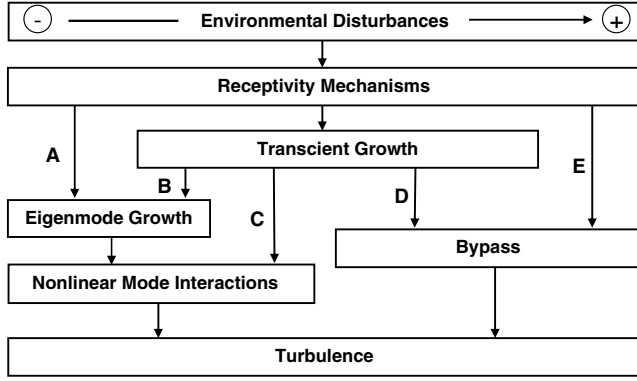 - Environmental Disturbances +
Receptivity Mechanisms
A
Transcient Growth
E
B
D
Eigenmode Growth
C
Bypass
Nonlinear Mode Interactions
Turbulence